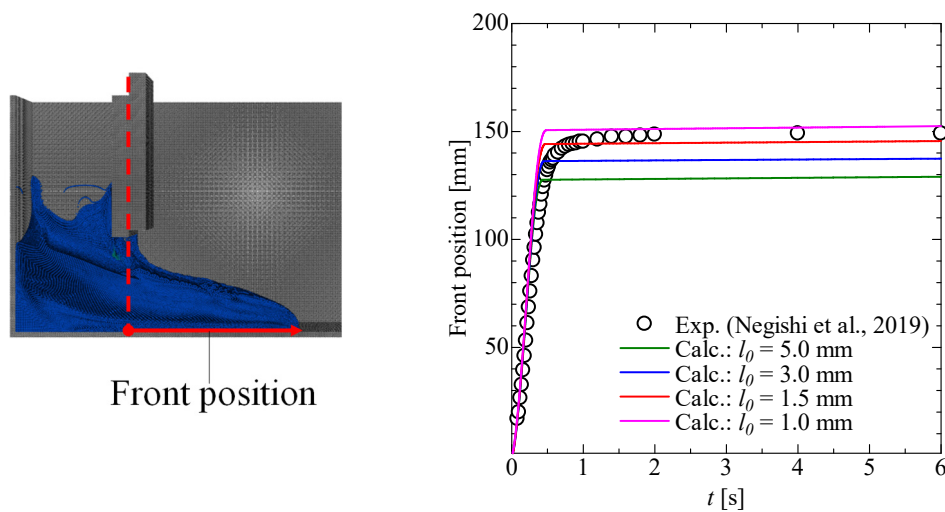 Front position
200
150
100
50
0
1
2
3
4
5
6
Front position [mm]
t [s]
Exp. (Negishi et al., 2019)
Calc.: l0 = 5.0 mm
Calc.: l0 = 3.0 mm
Calc.: l0 = 1.5 mm
Calc.: l0 = 1.0 mm